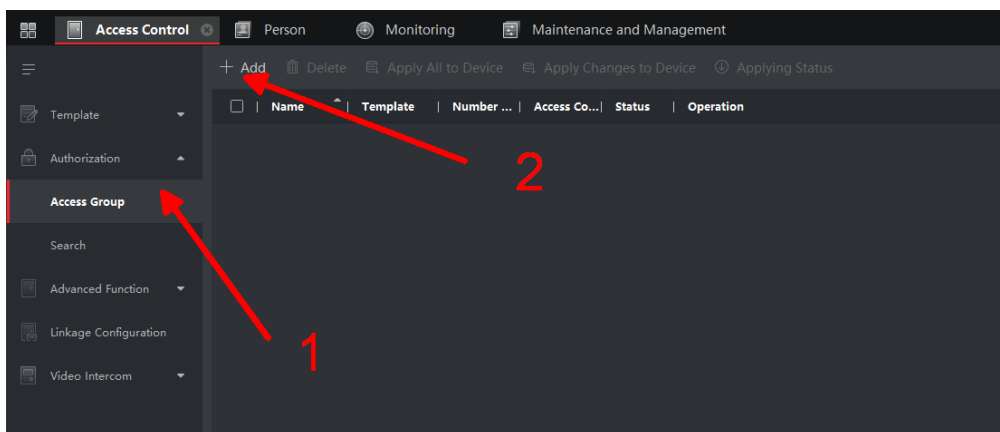 Access Control Person Monitoring Maintenance and Management
Add Delete Apply All to Device Apply Changes to Device Applying Status
Name Template Number ... Access Co... Status Operation
Template
Authorization
Access Group
Search
Advanced Function
Linkage Configuration
Video Intercom
2
1